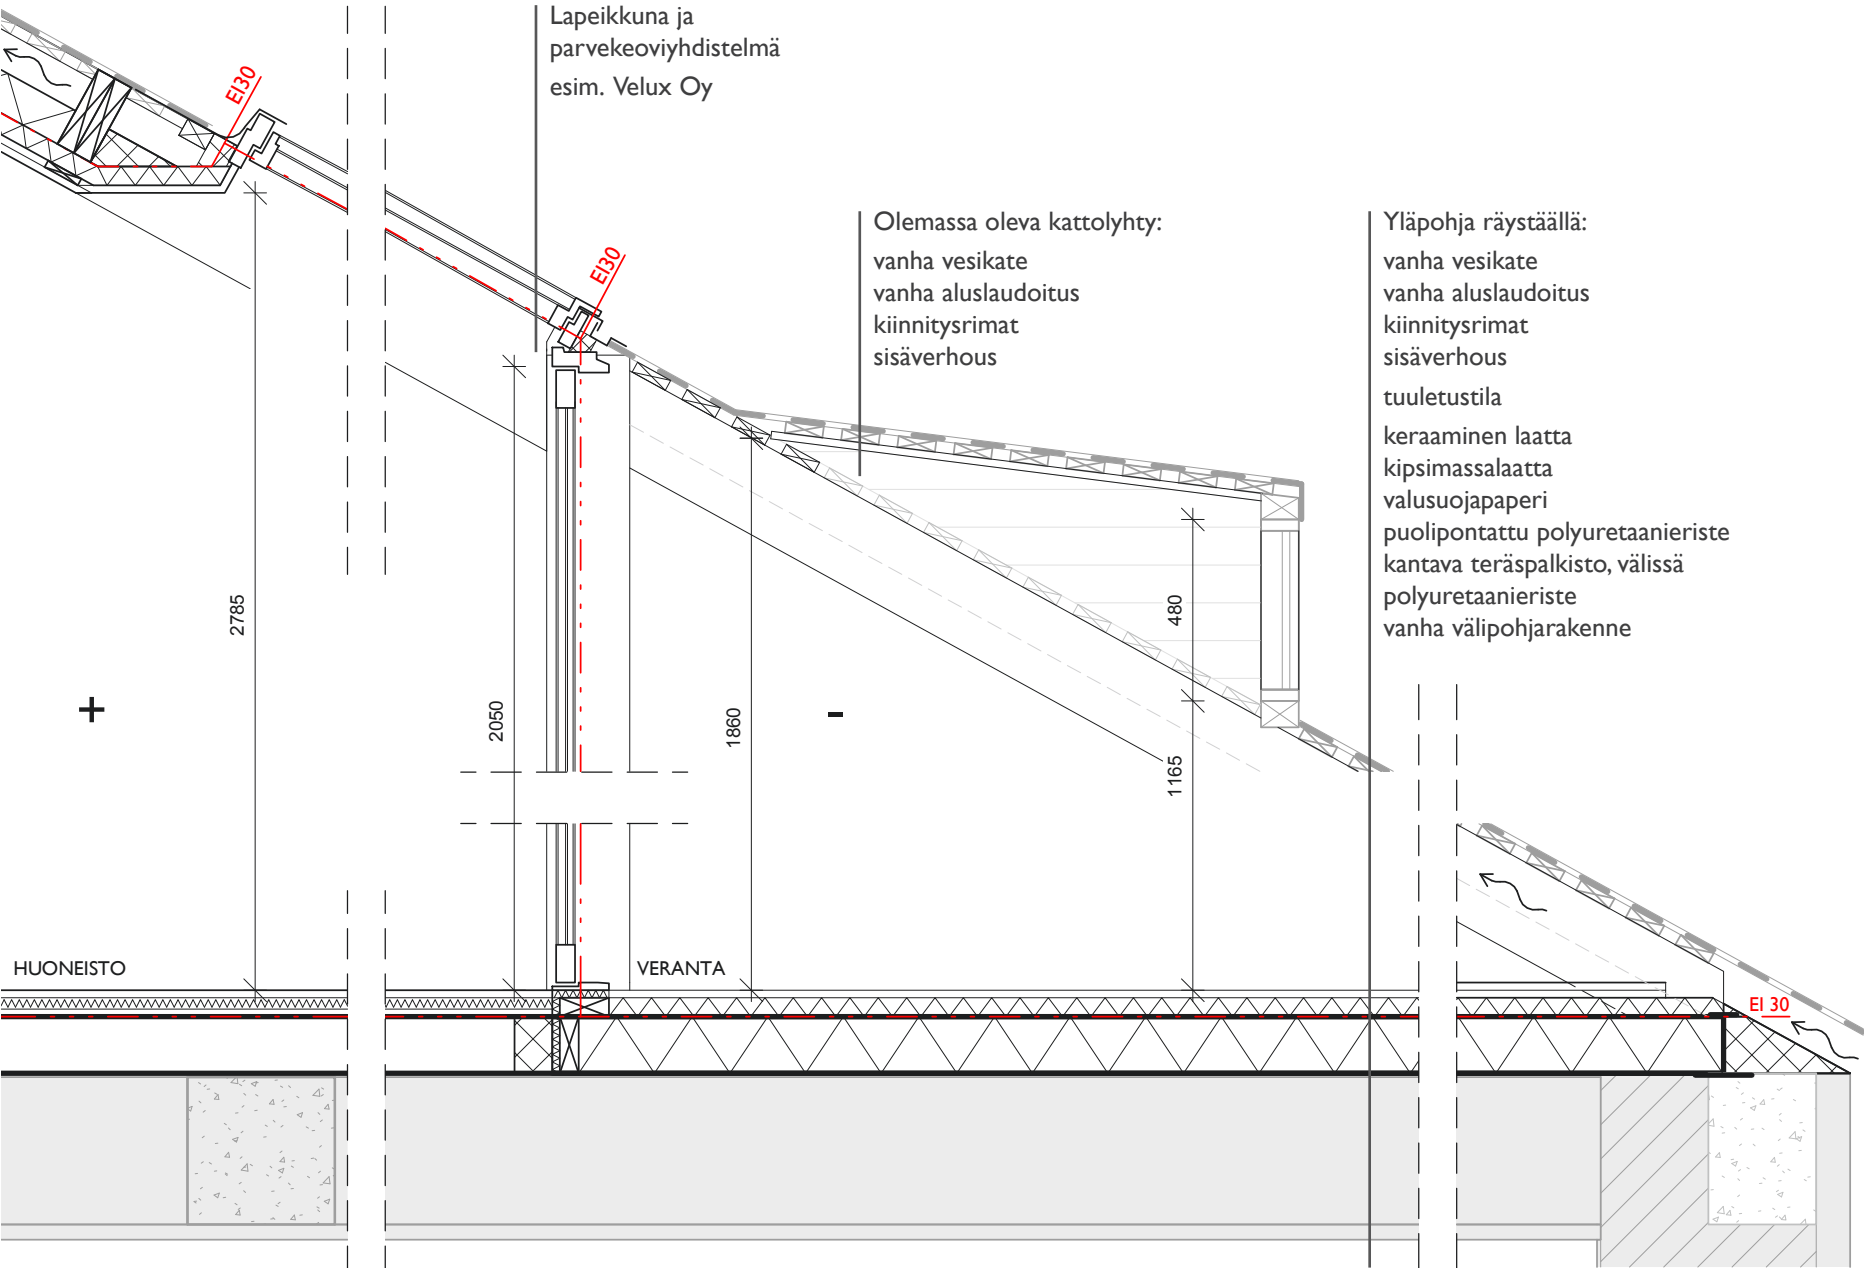 Lapeikkuna ja
parvekeoviyhdistelmä
esim. Velux Oy
EI30
EI30
Olemassa oleva kattolyhty:
vanha vesikate
vanha aluslaudoitus
kiinnitysrimat
sisäverhous
Yläpohja räystäällä:
vanha vesikate
vanha aluslaudoitus
kiinnitysrimat
sisäverhous
tuuletustila
keraaminen laatta
kipsimassalaatta
valusuojapaperi
puolipontattu polyuretaanieriste
kantava teräspalkisto, välissä
polyuretaanieriste
vanha välipohjarakenne
2785
2050
1860
480
1165
+
-
HUONEISTO
VERANTA
EI 30